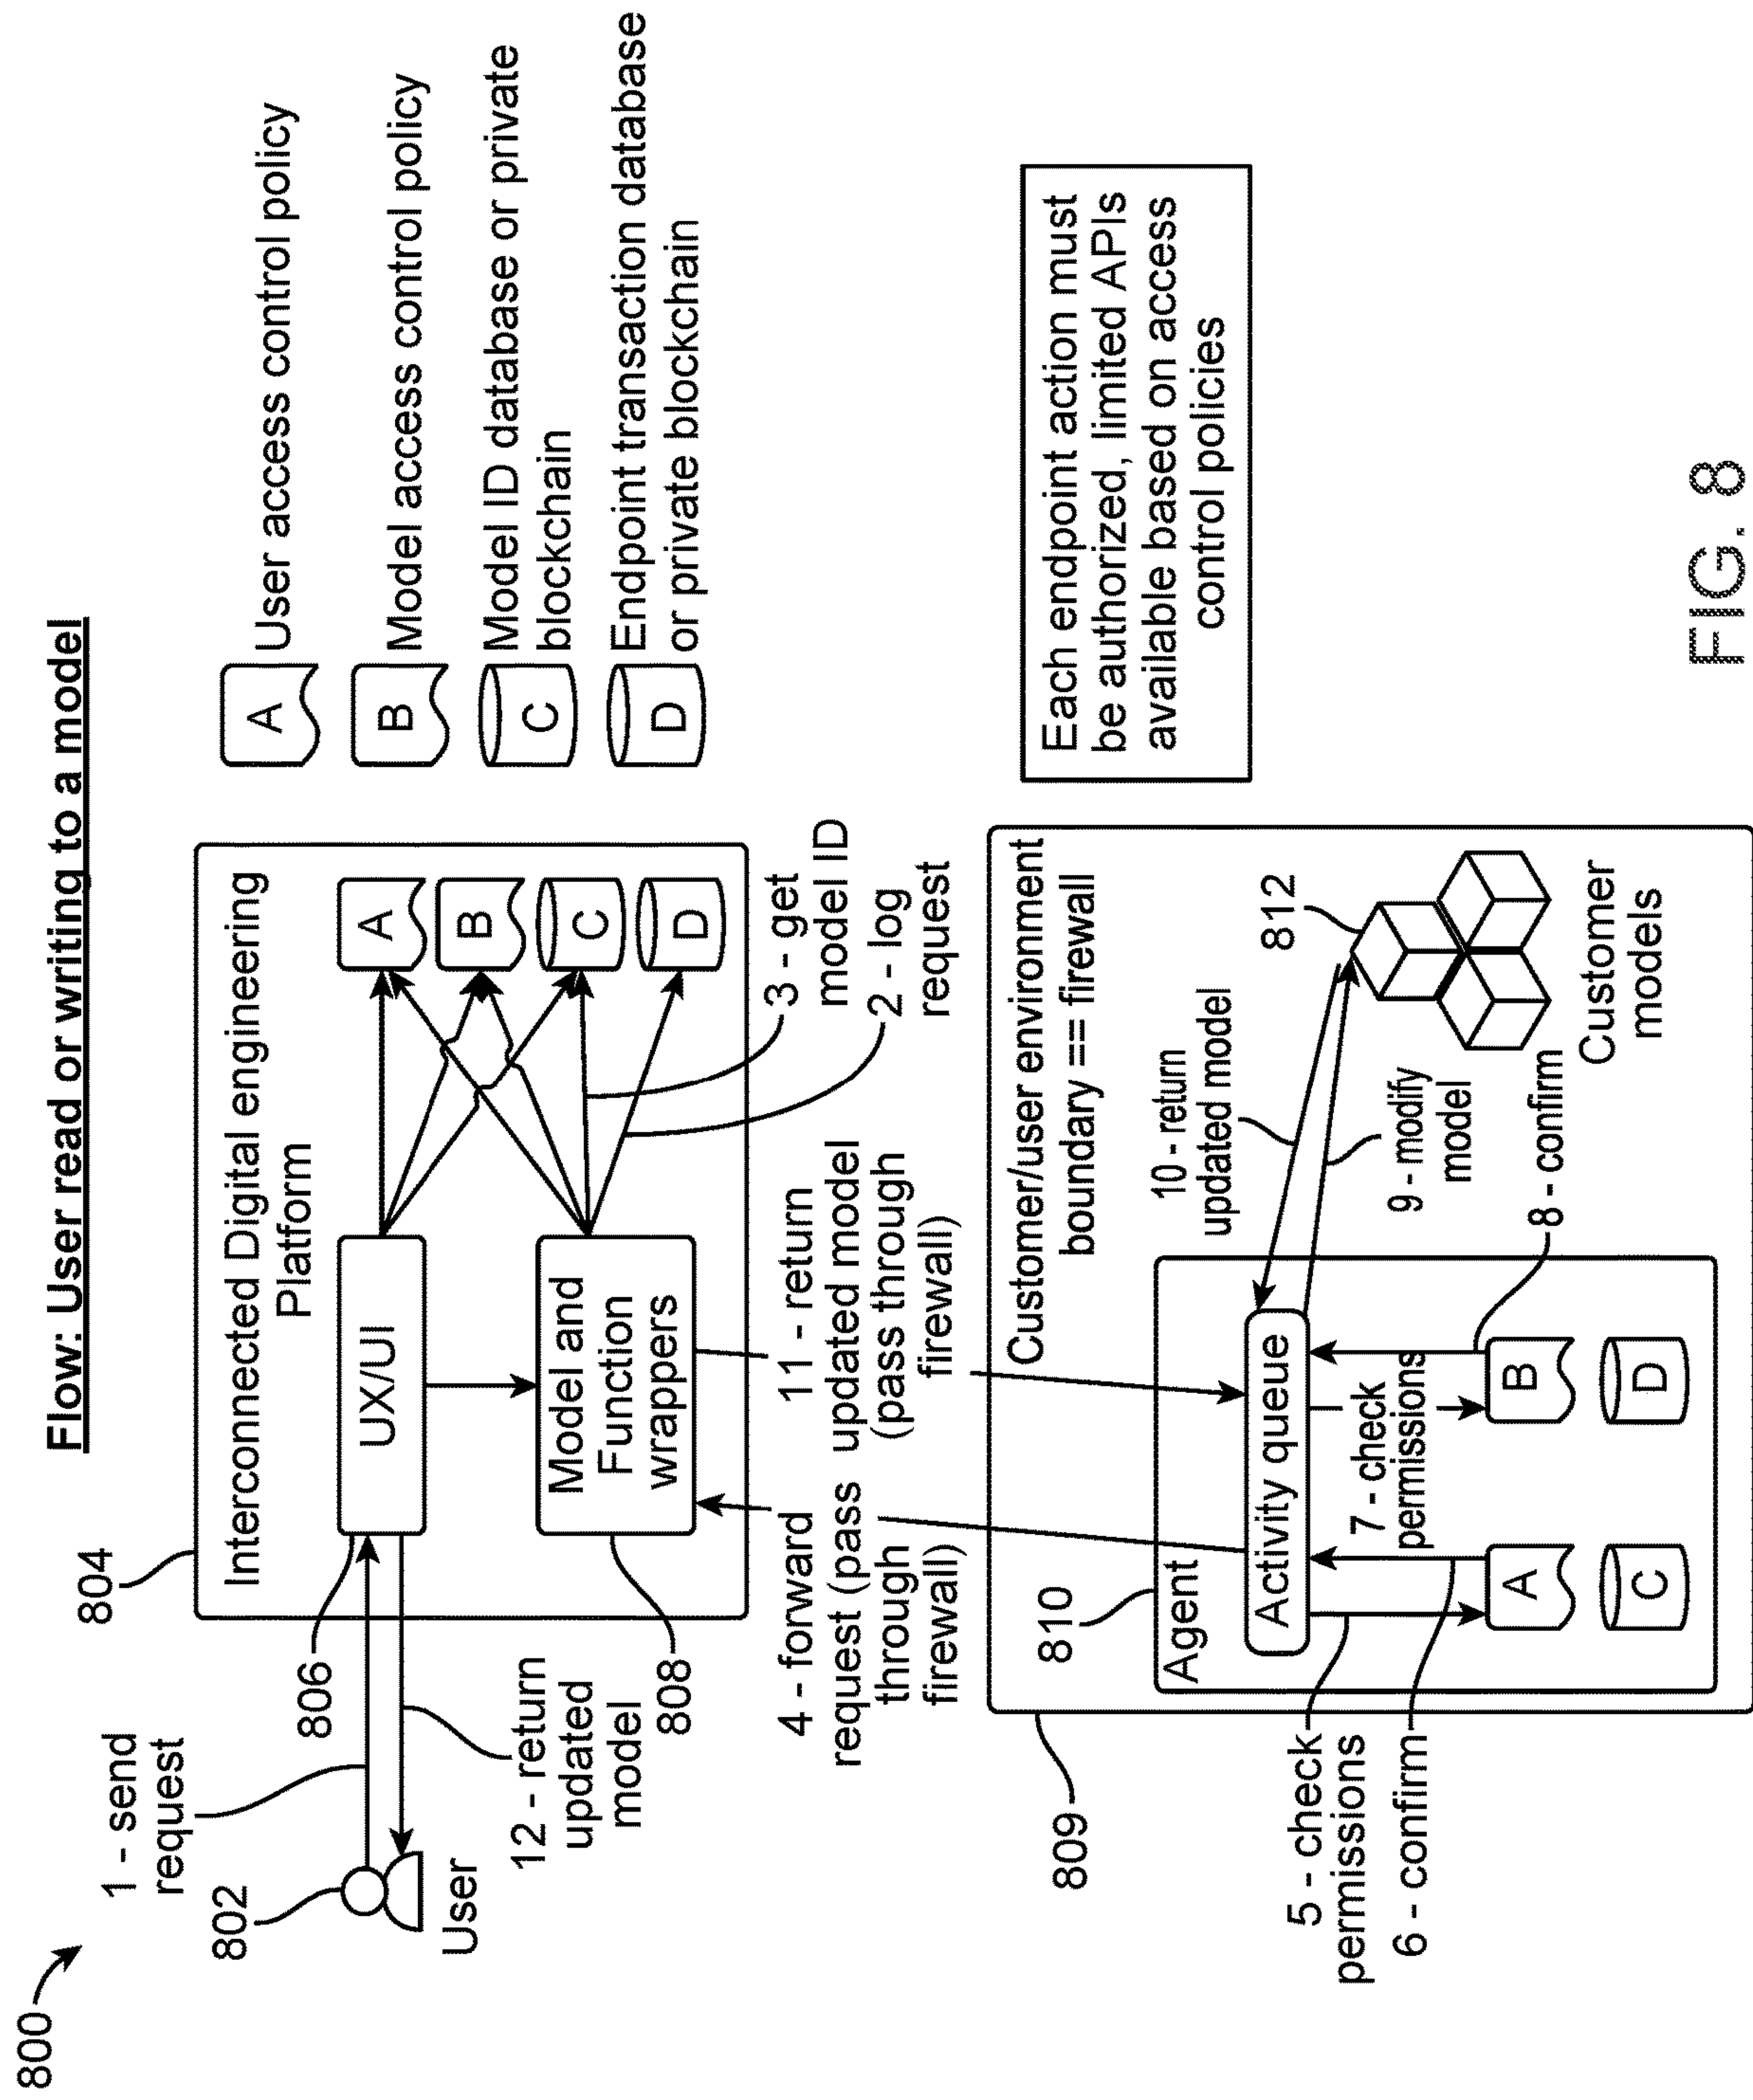 800
Flow: User read or writing to a model
804
Interconnected Digital engineering
Platform
1 - send
request
802
User
806
UX/UI
12 - return
updated
model
808
Model and
Function
wrappers
A
B
C
D
3 - get
model ID
2 - log
request
A
User access control policy
B
Model access control policy
C
Model ID database or private
blockchain
D
Endpoint transaction database
or private blockchain
4 - forward
request (pass
through
firewall)
11 - return
updated model
(pass through
firewall)
809
Customer/user environment
boundary == firewall
810
Agent
Activity queue
5 - check
permissions
6 - confirm
7 - check
permissions
8 - confirm
A
B
C
D
10 - return
updated model
9 - modify
model
812
Customer
models
Each endpoint action must
be authorized, limited APIs
available based on access
control policies
FIG. 8